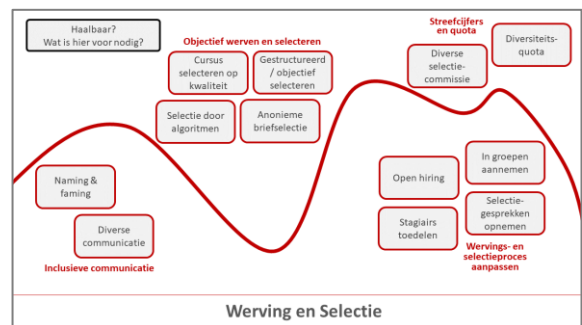 Haalbaar?
Wat is hier voor nodig?
Objectief werven en selecteren
Cursus
selecteren op
kwaliteit
Gestructureerd
/ objectief
selecteren
Selectie door
algoritmen
Anonieme
briefselectie
Streefcijfers
en quota
Diverse
selectie-
commissie
Diversiteits-
quota
Naming &
faming
Diverse
communicatie
Inclusieve communicatie
Open hiring
In groepen
aannemen
Stagiairs
toedelen
Selectie-
gesprekken
opnemen
Wervings- en
selectieproces
aanpassen
Werving en Selectie